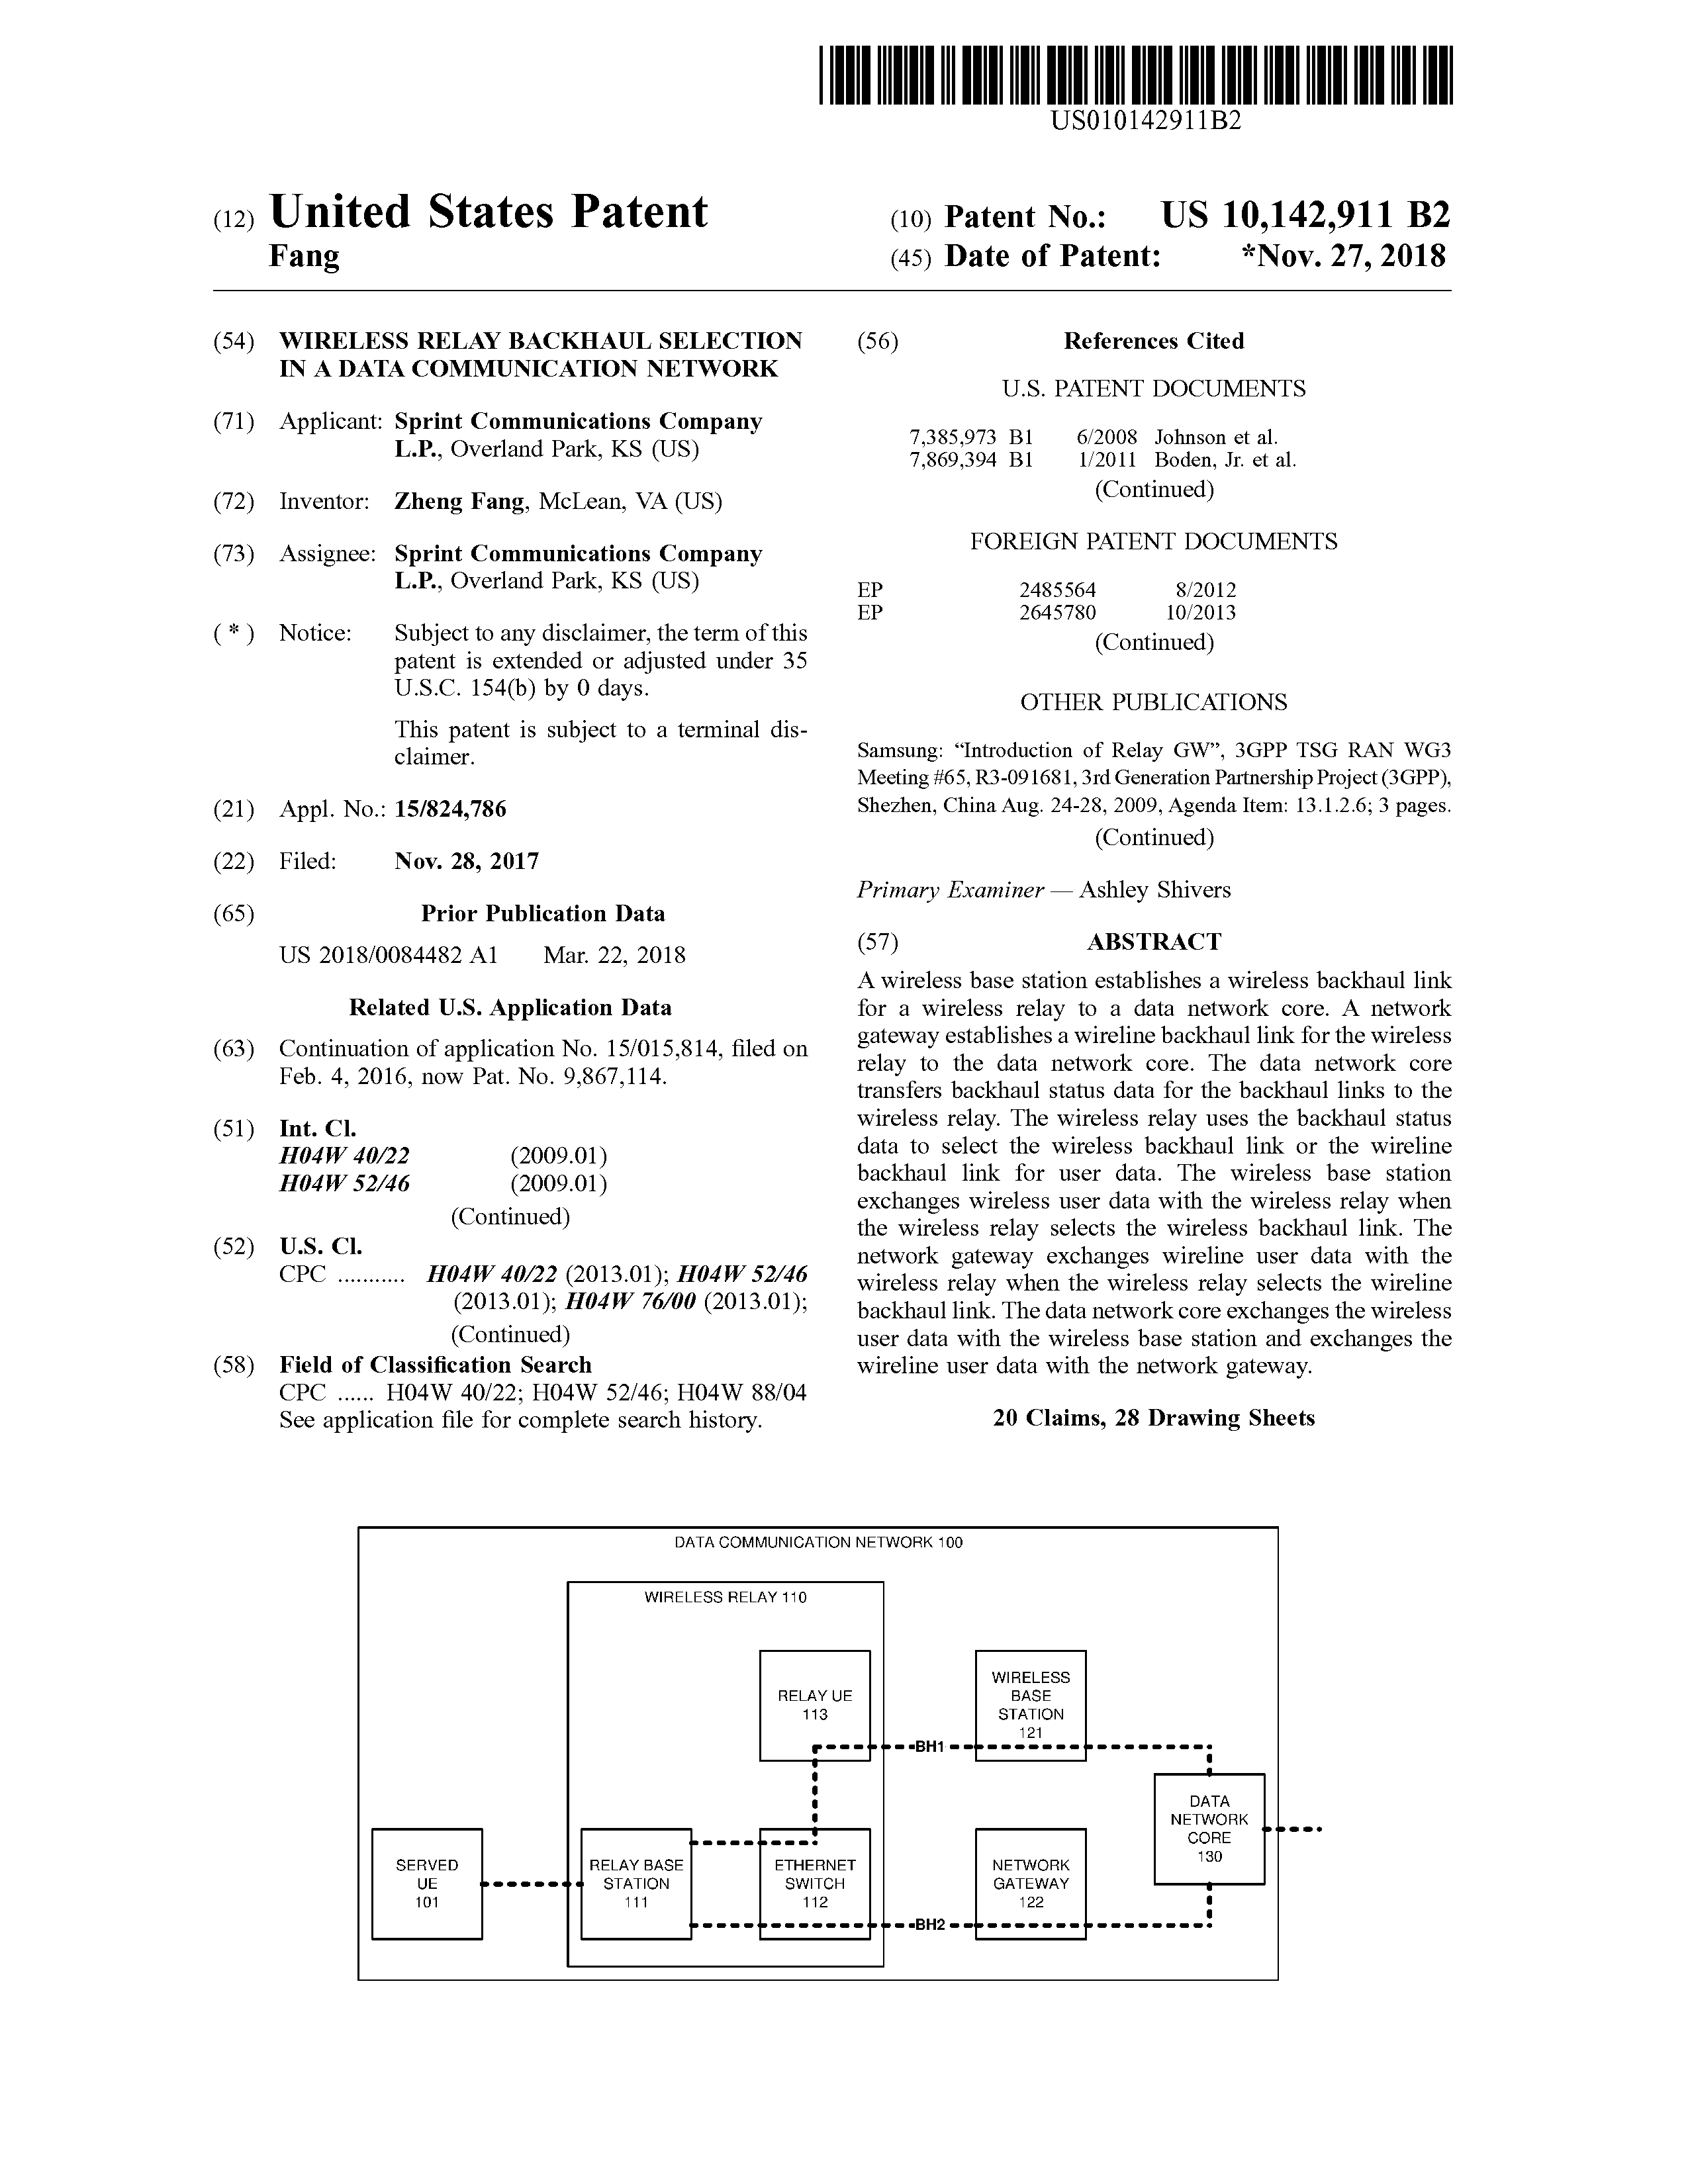 US010142911B2
(12) United States Patent
Fang
(10) Patent No.: US 10,142,911 B2
(45) Date of Patent: *Nov. 27, 2018
(54) WIRELESS RELAY BACKHAUL SELECTION
IN A DATA COMMUNICATION NETWORK
(71) Applicant: Sprint Communications Company
L.P., Overland Park, KS (US)
(72) Inventor: Zheng Fang, McLean, VA (US)
(73) Assignee: Sprint Communications Company
L.P., Overland Park, KS (US)
( * ) Notice: Subject to any disclaimer, the term of this
patent is extended or adjusted under 35
U.S.C. 154(b) by 0 days.
This patent is subject to a terminal dis-
claimer.
(21) Appl. No.: 15/824,786
(22) Filed: Nov. 28, 2017
(65) Prior Publication Data
US 2018/0084482 A1 Mar. 22, 2018
Related U.S. Application Data
(63) Continuation of application No. 15/015,814, filed on
Feb. 4, 2016, now Pat. No. 9,867,114.
(51) Int. Cl.
H04W 40/22 (2009.01)
H04W 52/46 (2009.01)
(Continued)
(52) U.S. Cl.
CPC ........... H04W 40/22 (2013.01); H04W 52/46
(2013.01); H04W 76/00 (2013.01);
(Continued)
(58) Field of Classification Search
CPC ...... H04W 40/22; H04W 52/46; H04W 88/04
See application file for complete search history.
(56) References Cited
U.S. PATENT DOCUMENTS
7,385,973 B1 6/2008 Johnson et al.
7,869,394 B1 1/2011 Boden, Jr. et al.
(Continued)
FOREIGN PATENT DOCUMENTS
EP 2485564 8/2012
EP 2645780 10/2013
(Continued)
OTHER PUBLICATIONS
Samsung: “Introduction of Relay GW”, 3GPP TSG RAN WG3
Meeting #65, R3-091681, 3rd Generation Partnership Project (3GPP),
Shezhen, China Aug. 24-28, 2009, Agenda Item: 13.1.2.6; 3 pages.
(Continued)
Primary Examiner — Ashley Shivers
(57) ABSTRACT
A wireless base station establishes a wireless backhaul link
for a wireless relay to a data network core. A network
gateway establishes a wireline backhaul link for the wireless
relay to the data network core. The data network core
transfers backhaul status data for the backhaul links to the
wireless relay. The wireless relay uses the backhaul status
data to select the wireless backhaul link or the wireline
backhaul link for user data. The wireless base station
exchanges wireless user data with the wireless relay when
the wireless relay selects the wireless backhaul link. The
network gateway exchanges wireline user data with the
wireless relay when the wireless relay selects the wireline
backhaul link. The data network core exchanges the wireless
user data with the wireless base station and exchanges the
wireline user data with the network gateway.
20 Claims, 28 Drawing Sheets
DATA COMMUNICATION NETWORK 100
WIRELESS RELAY 110
RELAY UE
113
WIRELESS
BASE
STATION
121
BH1
DATA
NETWORK
CORE
130
SERVED
UE
101
RELAY BASE
STATION
111
ETHERNET
SWITCH
112
NETWORK
GATEWAY
122
BH2